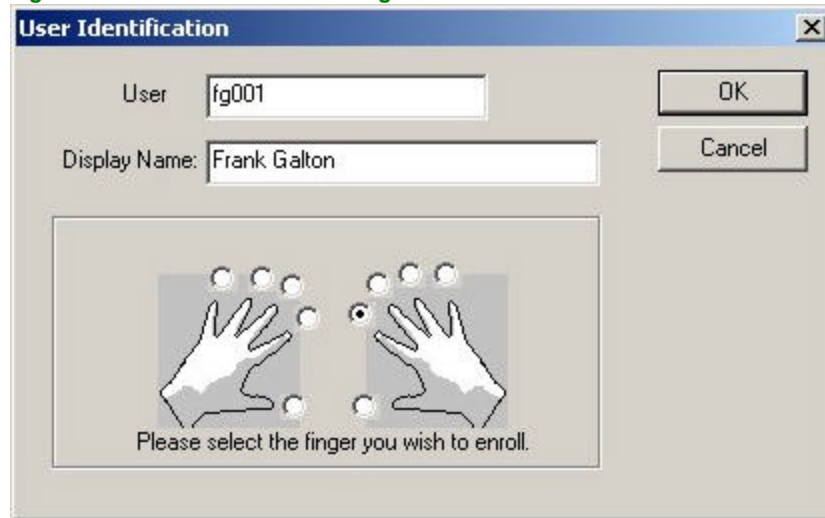 User Identification
User fg001
OK
Display Name: Frank Galton
Cancel
Please select the finger you wish to enroll.